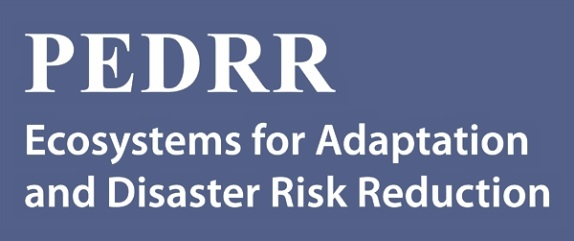 PEDRR
Ecosystems for Adaptation
and Disaster Risk Reduction